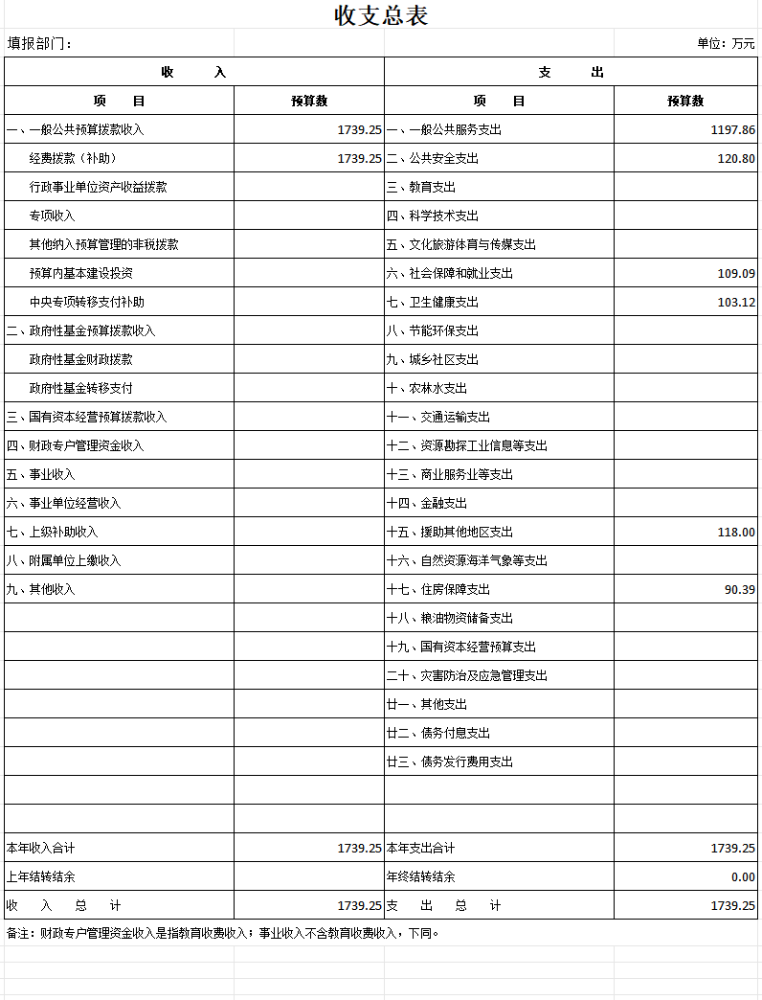 收支总表
填报部门： 单位：万元
收 入 支 出
项 目 预算数 项 目 预算数
一、一般公共预算拨款收入 1739.25 一、一般公共服务支出 1197.86
经费拨款（补助） 1739.25 二、公共安全支出 120.80
行政事业单位资产收益拨款 三、教育支出
专项收入 四、科学技术支出
其他纳入预算管理的非税拨款 五、文化旅游体育与传媒支出
预算内基本建设投资 六、社会保障和就业支出 109.09
中央专项转移支付补助 七、卫生健康支出 103.12
二、政府性基金预算拨款收入 八、节能环保支出
政府性基金财政拨款 九、城乡社区支出
政府性基金转移支付 十、农林水支出
三、国有资本经营预算拨款收入 十一、交通运输支出
四、财政专户管理资金收入 十二、资源勘探工业信息等支出
五、事业收入 十三、商业服务业等支出
六、事业单位经营收入 十四、金融支出
七、上级补助收入 十五、援助其他地区支出 118.00
八、附属单位上缴收入 十六、自然资源海洋气象等支出
九、其他收入 十七、住房保障支出 90.39
十八、粮油物资储备支出
十九、国有资本经营预算支出
二十、灾害防治及应急管理支出
廿一、其他支出
廿二、债务付息支出
廿三、债务发行费用支出
本年收入合计 1739.25 本年支出合计 1739.25
上年结转结余 年终结转结余 0.00
收 入 总 计 1739.25 支 出 总 计 1739.25
备注：财政专户管理资金收入是指教育收费收入；事业收入不含教育收费收入，下同。